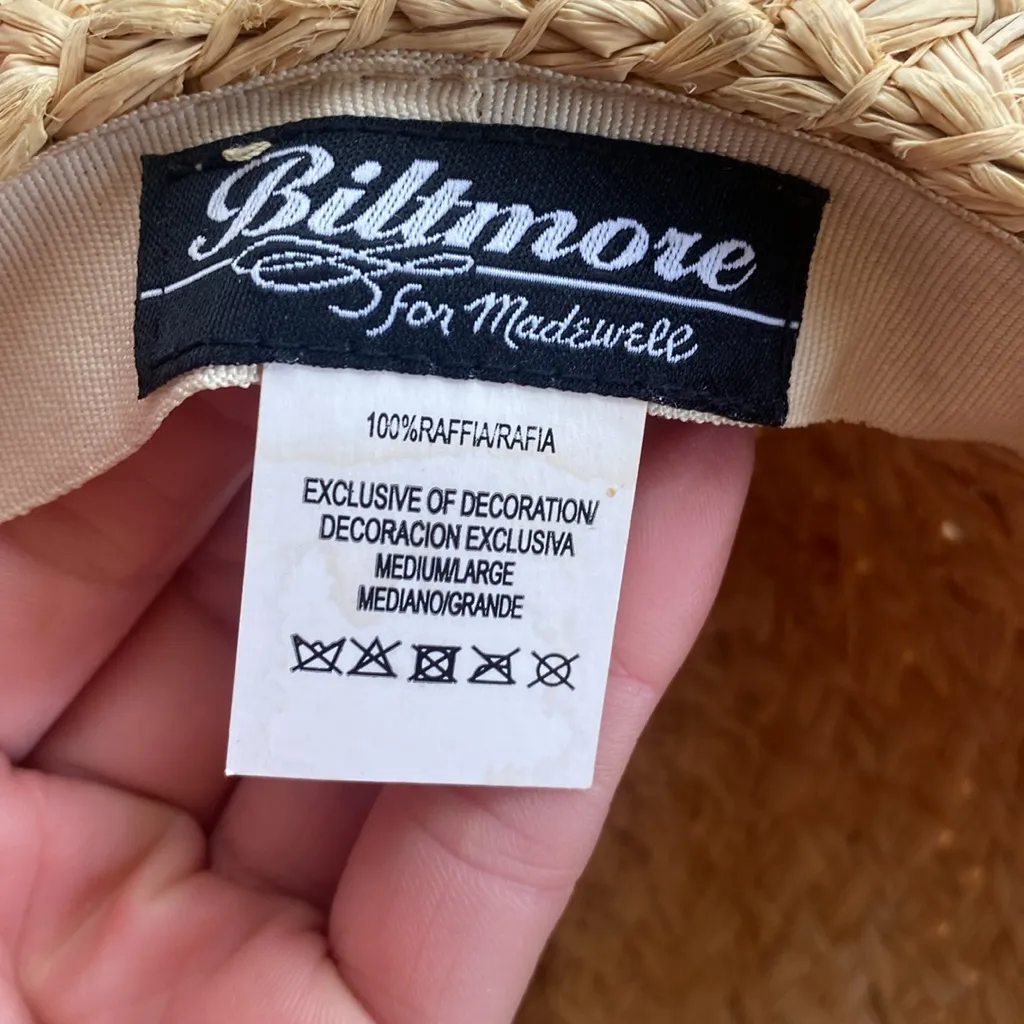 Biltmore
for Madewell
100%RAFFIA/RAFIA
EXCLUSIVE OF DECORATION/
DECORACION EXCLUSIVA
MEDIUM/LARGE
MEDIANO/GRANDE